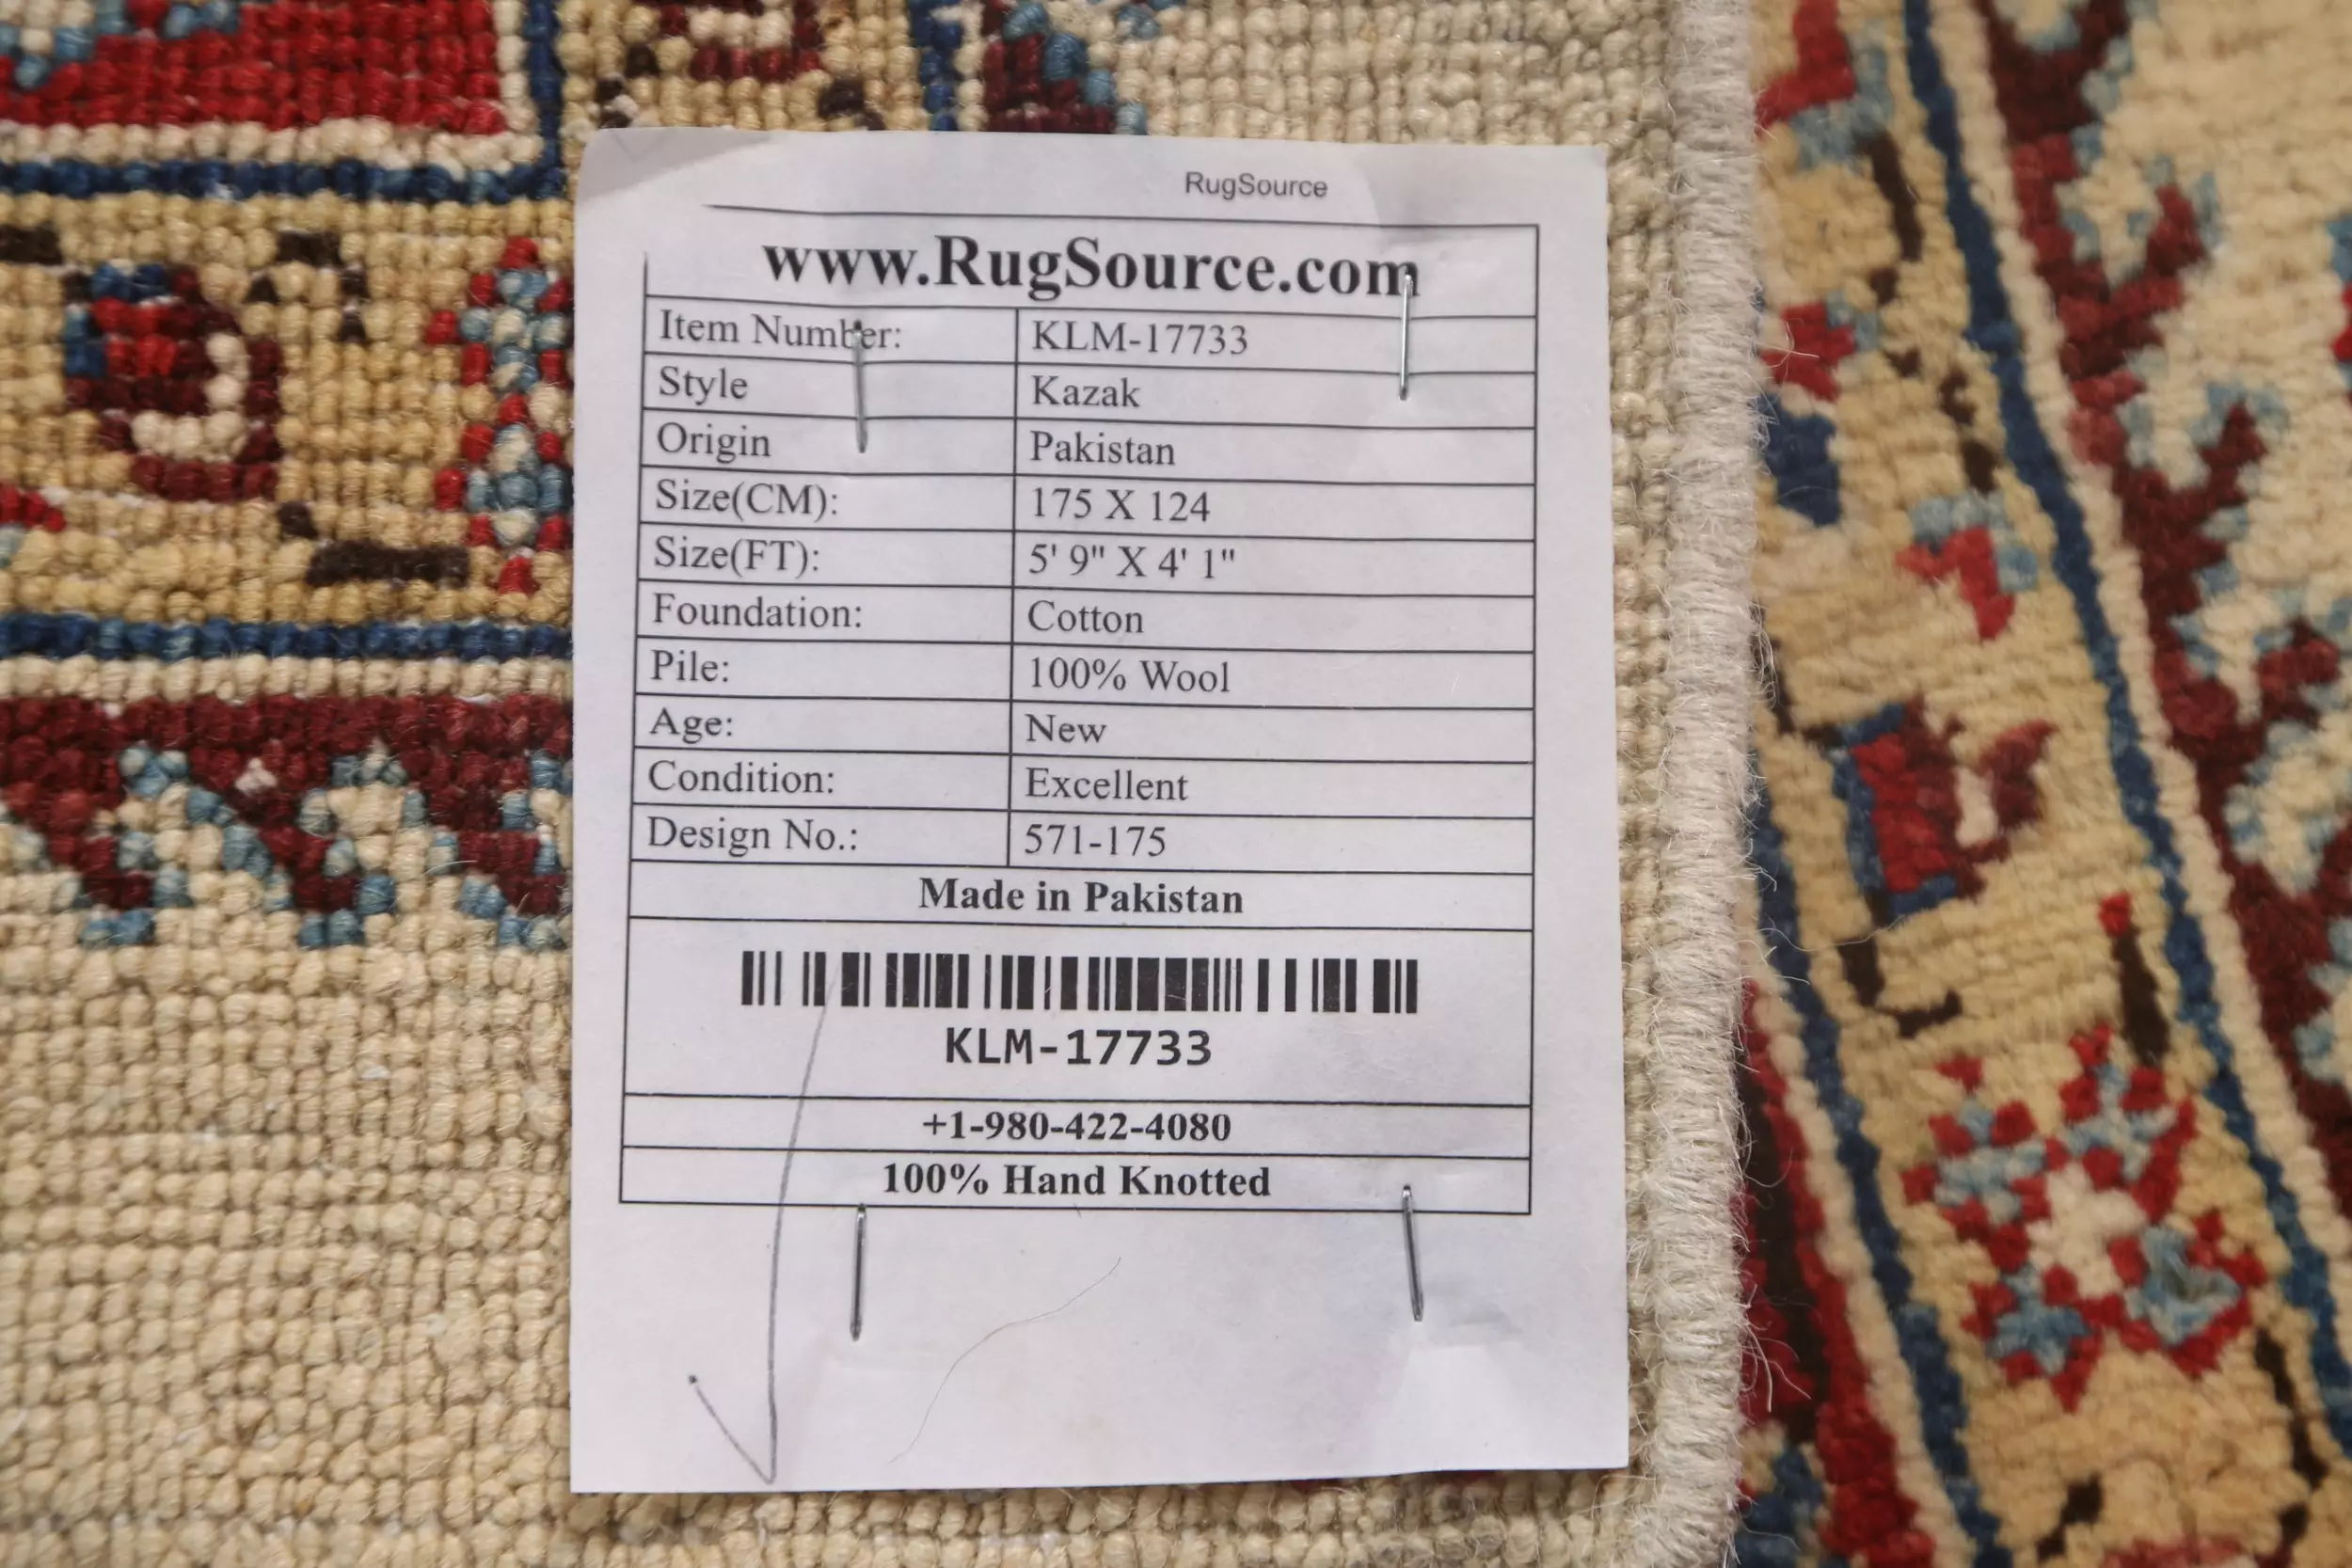 RugSource
www.RugSource.com
Item Number: KLM-17733
Style Kazak
Origin Pakistan
Size(CM): 175 X 124
Size(FT): 5' 9" X 4' 1"
Foundation: Cotton
Pile: 100% Wool
Age: New
Condition: Excellent
Design No.: 571-175
Made in Pakistan
KLM-17733
+1-980-422-4080
100% Hand Knotted